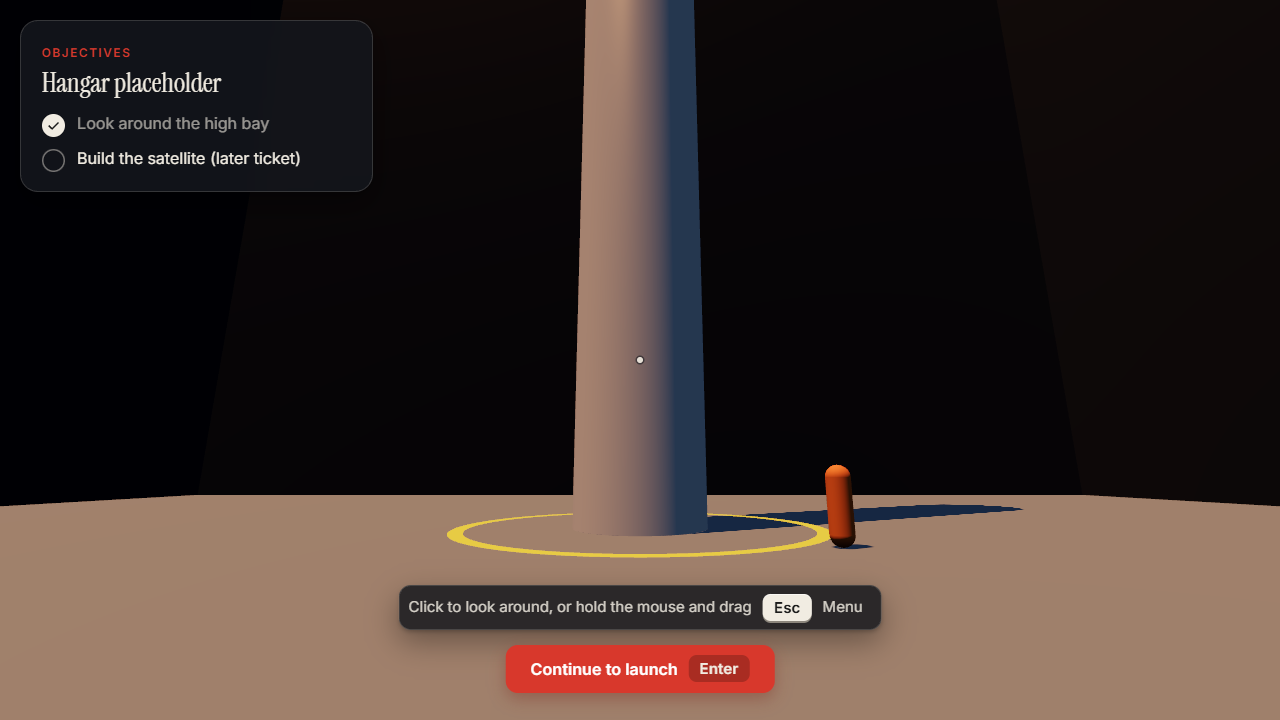 OBJECTIVES
Hangar placeholder
Look around the high bay
Build the satellite (later ticket)
Click to look around, or hold the mouse and drag Esc Menu
Continue to launch Enter